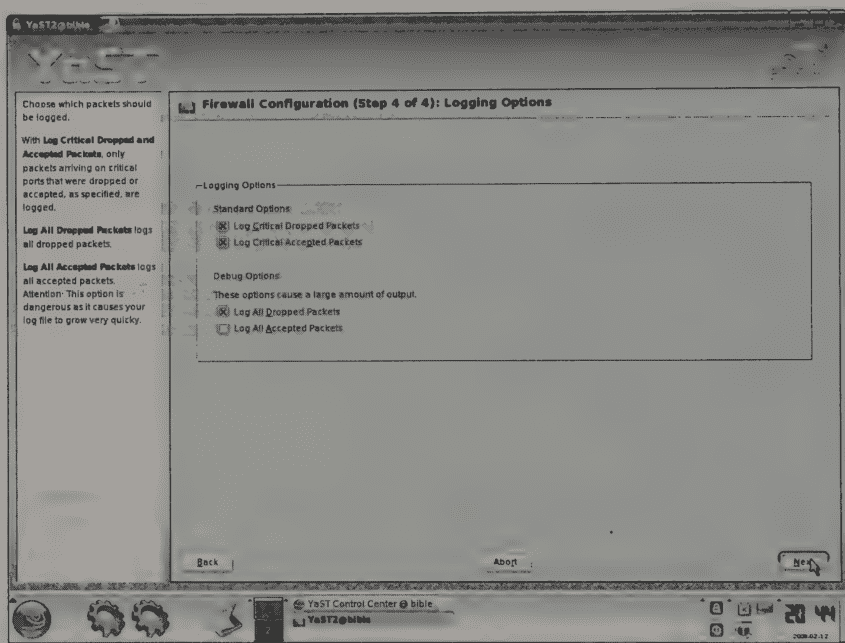 YaST2@bible
YaST
Choose which packets should
be logged.
With Log Critical Dropped and
Accepted Packets, only
packets arriving on critical
ports that were dropped or
accepted, as specified, are
logged.
Log All Dropped Packets logs
all dropped packets.
Log All Accepted Packets logs
all accepted packets.
Attention: This option is
dangerous as it causes your
log file to grow very quicky.
Firewall Configuration (Step 4 of 4): Logging Options
Logging Options
Standard Options
Log Critical Dropped Packets
Log Critical Accepted Packets
Debug Options
These options cause a large amount of output.
Log All Dropped Packets
Log All Accepted Packets
Back
Abort
Next
YaST Control Center @ bible
YaST2@bible
20 44